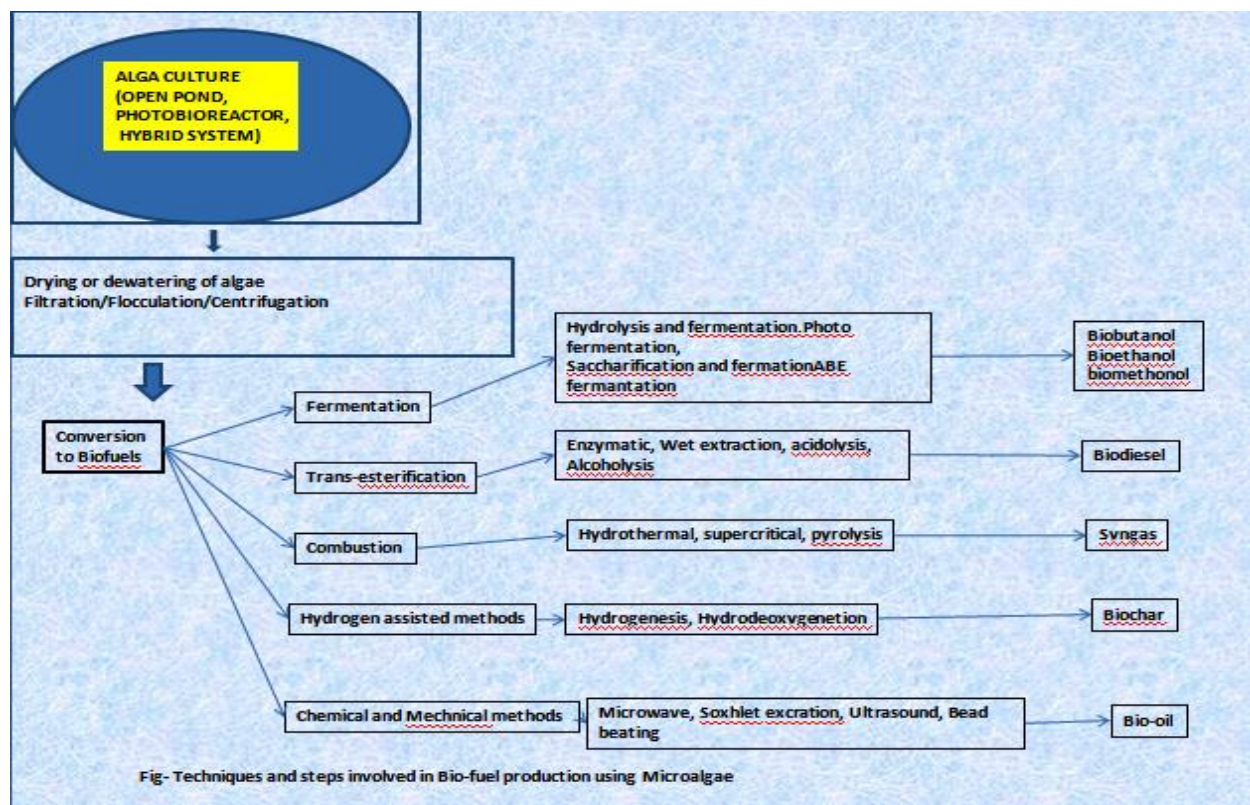 ALGA CULTURE
(OPEN POND,
PHOTOBIOREACTOR,
HYBRID SYSTEM)
Drying or dewatering of algae
Filtration/Flocculation/Centrifugation
Conversion
to Biofuels
Fermentation
Hydrolysis and fermentation.Photo
fermentation,
Saccharification and fermationABE
fermantation
Biobutanol
Bioethanol
biomethonol
Trans-esterification
Enzymatic, Wet extraction, acidolysis,
Alcoholysis
Biodiesel
Combustion
Hydrothermal, supercritical, pyrolysis
Syngas
Hydrogen assisted methods
Hydrogenesis, Hydrodeoxygenetion
Biochar
Chemical and Mechnical methods
Microwave, Soxhlet excration, Ultrasound, Bead
beating
Bio-oil
Fig- Techniques and steps involved in Bio-fuel production using Microalgae